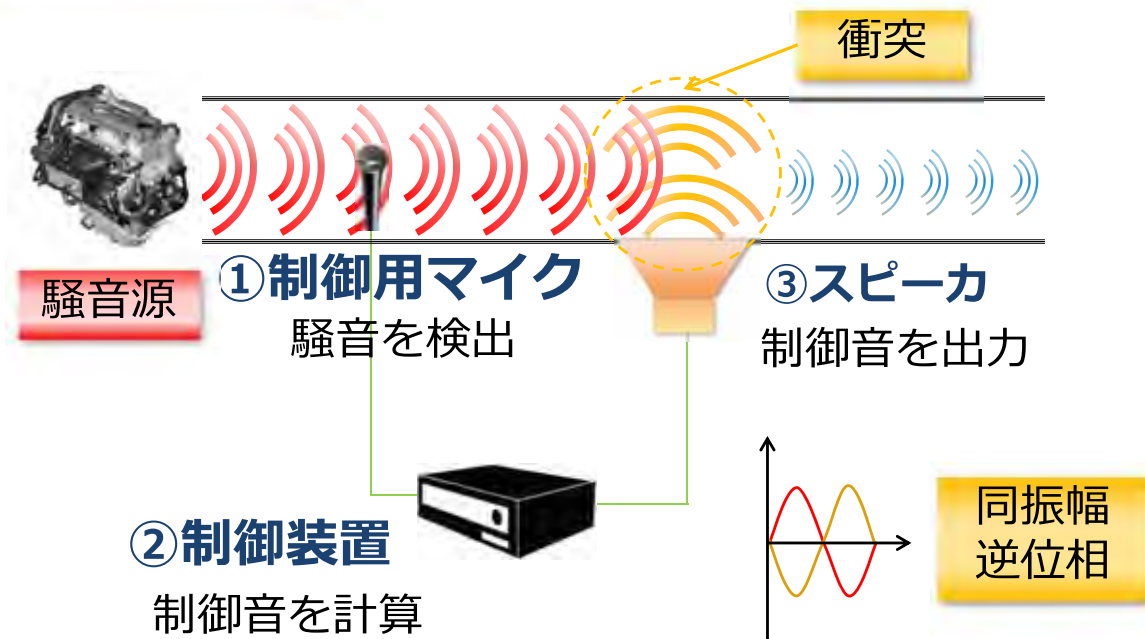 衝突
騒音源
①制御用マイク
騒音を検出
③スピーカ
制御音を出力
②制御装置
制御音を計算
同振幅
逆位相